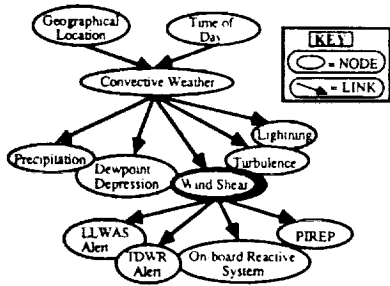 Geographical
Location
Time of
Day
KEY
= NODE
= LINK
Convective Weather
Lightning
Precipitation
Turbulence
Dewpoint
Depression
Wind Shear
LLWAS
Alert
TDWR
Alert
On-board Reactive
System
PIREP